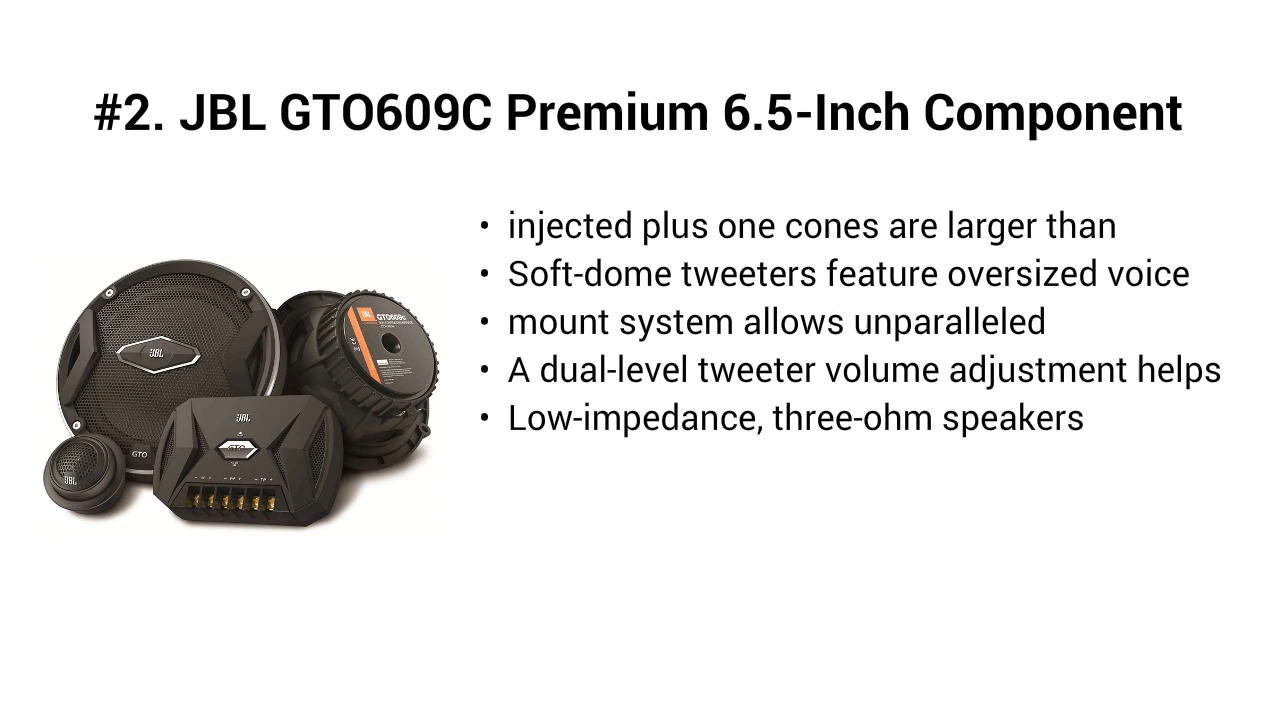 #2. JBL GTO609C Premium 6.5-Inch Component
• injected plus one cones are larger than
• Soft-dome tweeters feature oversized voice
• mount system allows unparalleled
• A dual-level tweeter volume adjustment helps
• Low-impedance, three-ohm speakers
JBL
GTO609C
JBL
JBL
GTO
GTO
JBL